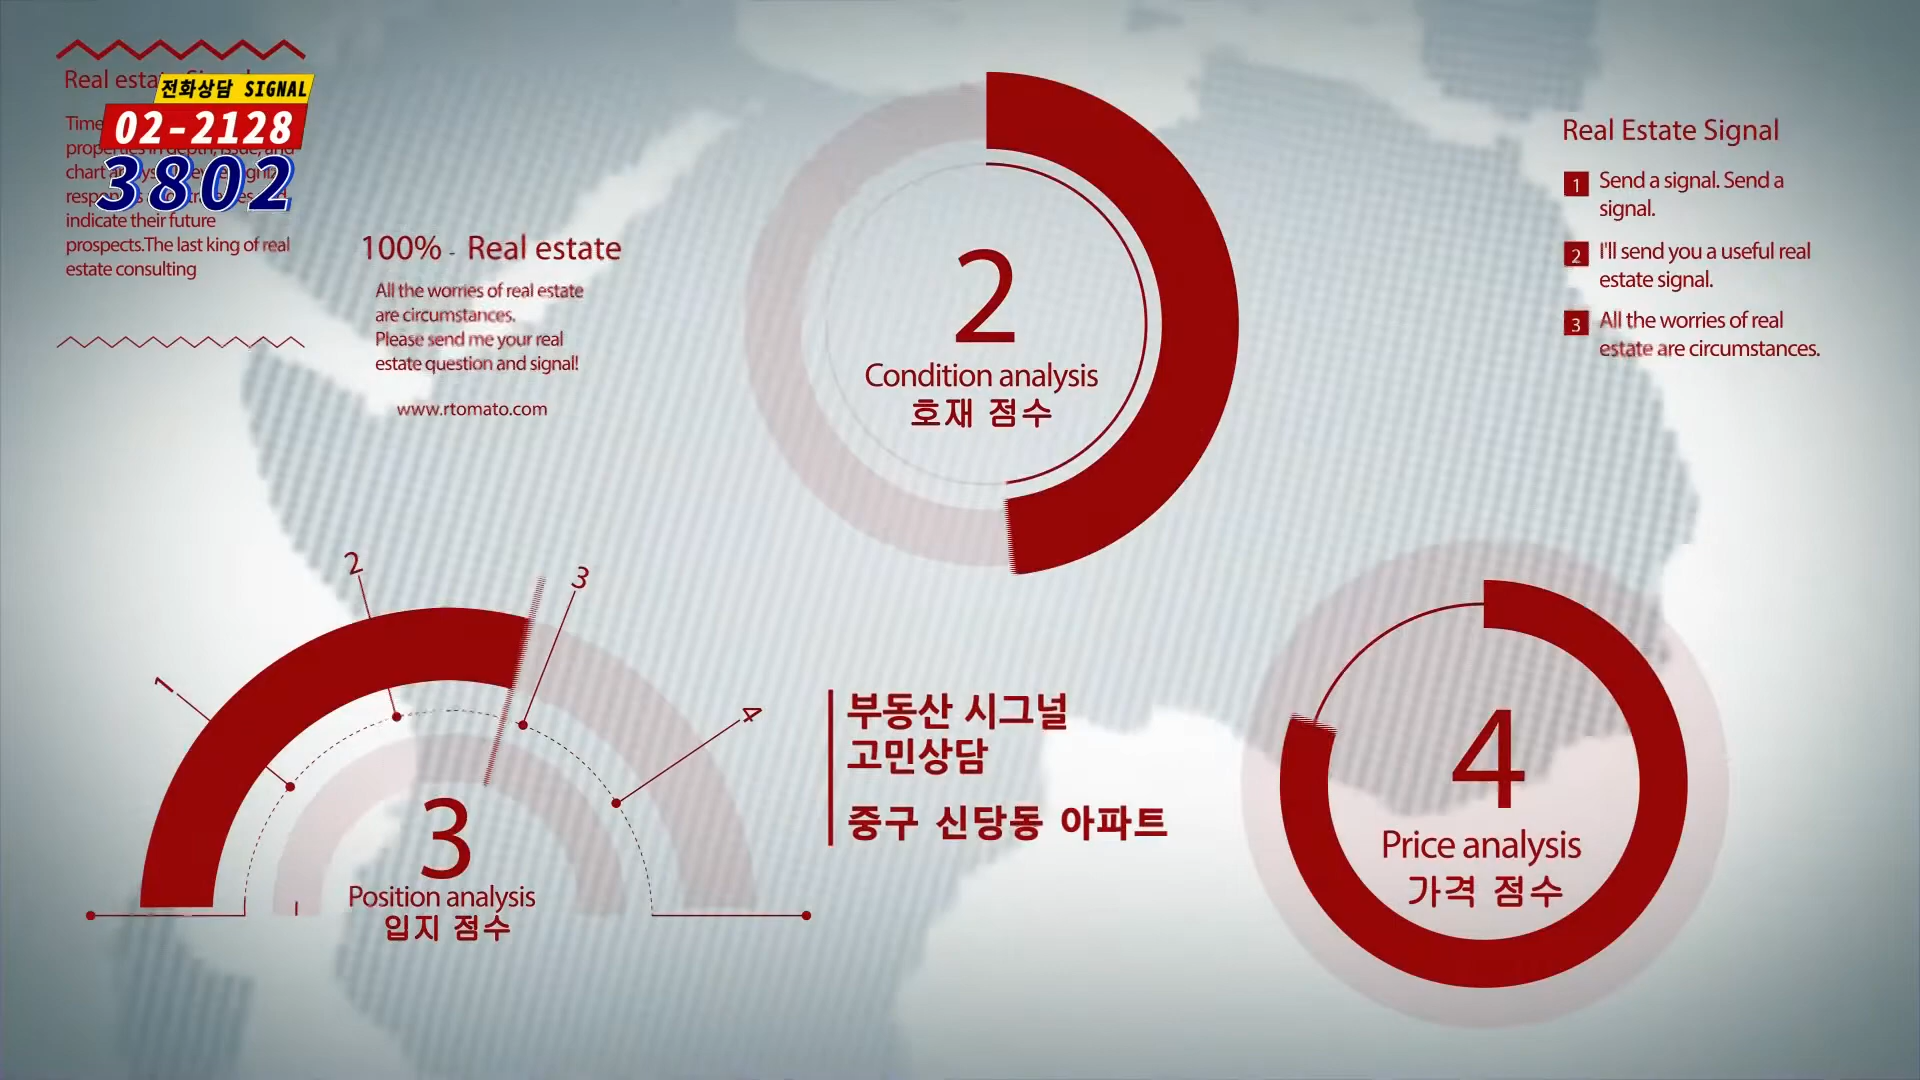 Real esta
전화상담 SIGNAL
02-2128
3802
Time
chart
indicate their future
prospects.The last king of real
estate consulting
100% - Real estate
All the worries of real estate
are circumstances.
Please send me your real
estate question and signal!
www.rtomato.com
2
Condition analysis
호재 점수
Real Estate Signal
1 Send a signal. Send a
signal.
2 I'll send you a useful real
estate signal.
3 All the worries of real
estate are circumstances.
1
2
3
4
3
Position analysis
입지 점수
부동산 시그널
고민상담
중구 신당동 아파트
4
Price analysis
가격 점수